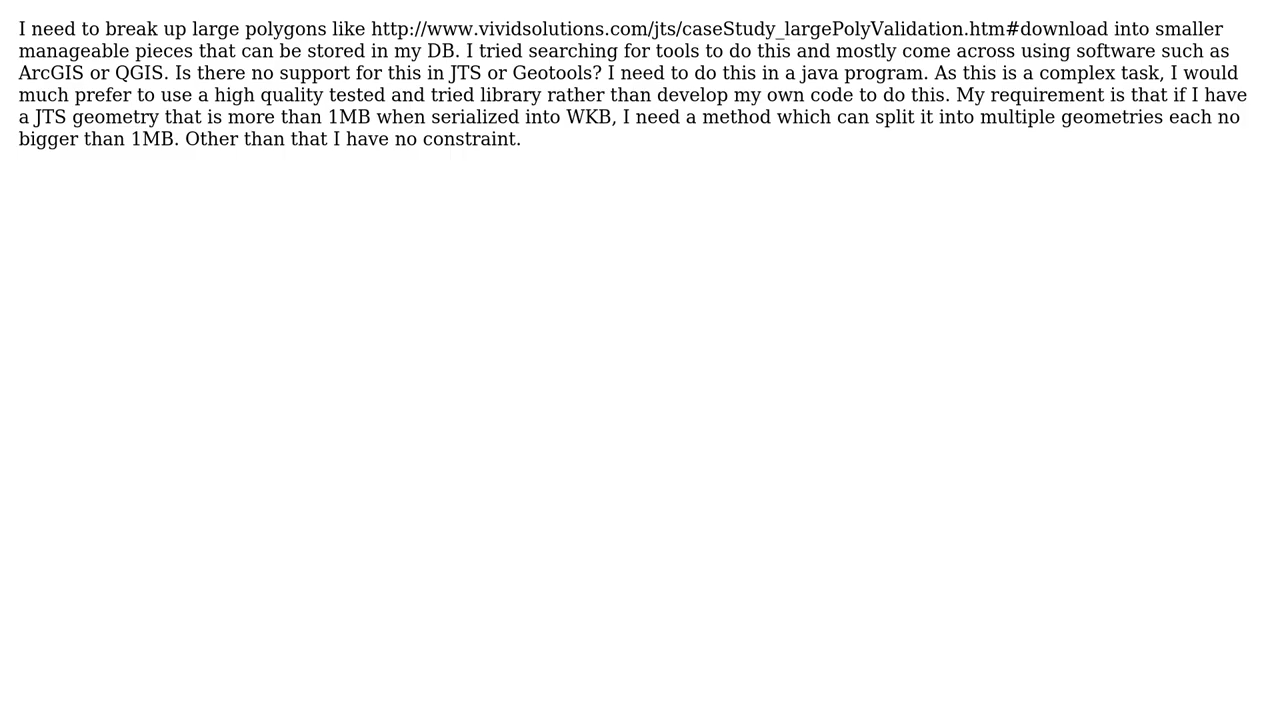 I need to break up large polygons like http://www.vividsolutions.com/jts/caseStudy_largePolyValidation.htm#download into smaller
manageable pieces that can be stored in my DB. I tried searching for tools to do this and mostly come across using software such as
ArcGIS or QGIS. Is there no support for this in JTS or Geotools? I need to do this in a java program. As this is a complex task, I would
much prefer to use a high quality tested and tried library rather than develop my own code to do this. My requirement is that if I have
a JTS geometry that is more than 1MB when serialized into WKB, I need a method which can split it into multiple geometries each no
bigger than 1MB. Other than that I have no constraint.